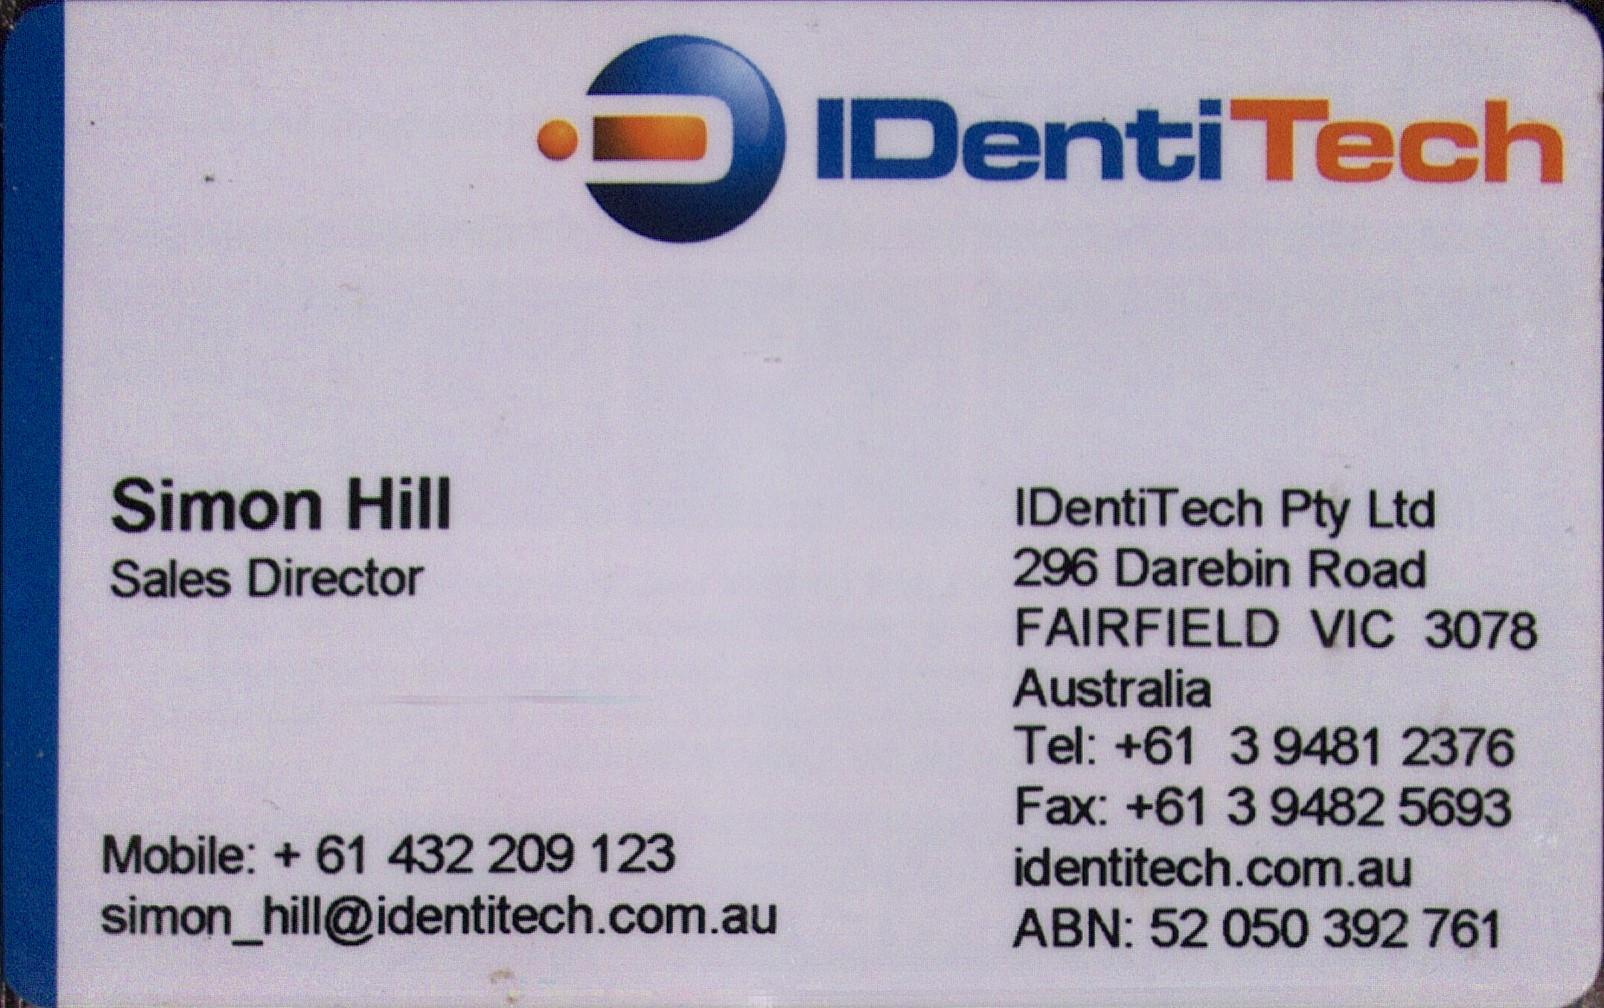 IDentiTech
Simon Hill
Sales Director
Mobile: + 61 432 209 123
simon_hill@identitech.com.au
IDentiTech Pty Ltd
296 Darebin Road
FAIRFIELD VIC 3078
Australia
Tel: +61 3 9481 2376
Fax: +61 3 9482 5693
identitech.com.au
ABN: 52 050 392 761